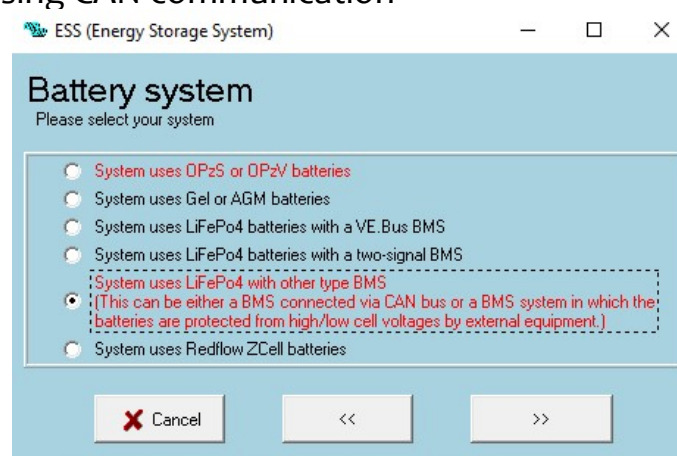 sing CAN communication
ESS (Energy Storage System)
Battery system
Please select your system
System uses OPzS or OPzV batteries
System uses Gel or AGM batteries
System uses LiFePo4 batteries with a VE.Bus BMS
System uses LiFePo4 batteries with a two-signal BMS
System uses LiFePo4 with other type BMS
(This can be either a BMS connected via CAN bus or a BMS system in which the
batteries are protected from high/low cell voltages by external equipment.)
System uses Redflow ZCell batteries
Cancel << >>